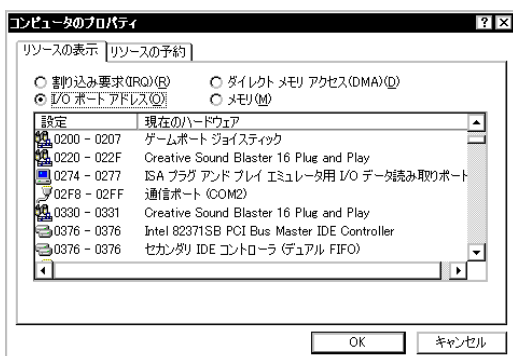 コンピュータのプロパティ
リソースの表示 リソースの予約
割り込み要求(IRQ)(R) ダイレクト メモリ アクセス(DMA)(D)
I/O ポート アドレス(O) メモリ(M)
設定 現在のハードウェア
0200 - 0207 ゲームポート ジョイスティック
0220 - 022F Creative Sound Blaster 16 Plug and Play
0274 - 0277 ISA プラグ アンド プレイ エミュレータ用 I/O データ読み取りポート
02F8 - 02FF 通信ポート (COM2)
0330 - 0331 Creative Sound Blaster 16 Plug and Play
0376 - 0376 Intel 82371SB PCI Bus Master IDE Controller
0376 - 0376 セカンダリ IDE コントローラ (デュアル FIFO)
OK キャンセル